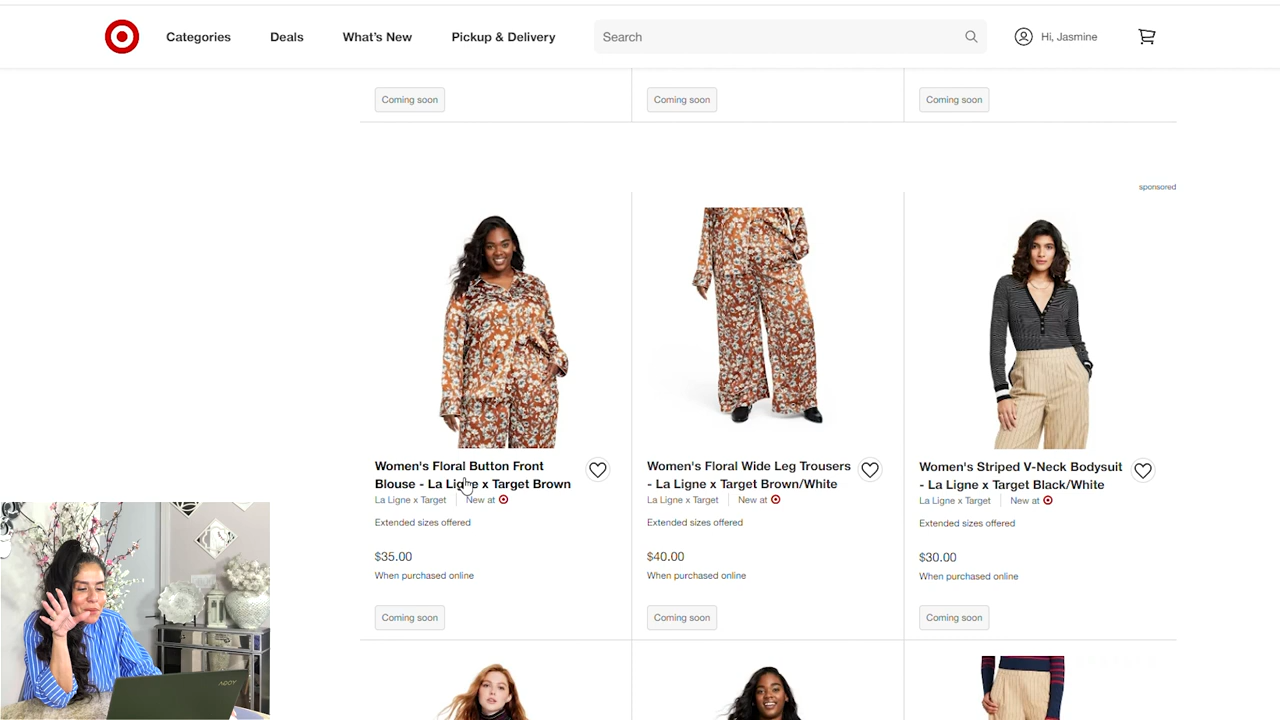 Categories
Deals
What's New
Pickup & Delivery
Search
Hi, Jasmine
Coming soon
Coming soon
Coming soon
sponsored
Women's Floral Button Front
Blouse - La Ligne x Target Brown
La Ligne x Target
New at
Extended sizes offered
$35.00
When purchased online
Coming soon
Women's Floral Wide Leg Trousers
- La Ligne x Target Brown/White
La Ligne x Target
New at
Extended sizes offered
$40.00
When purchased online
Coming soon
Women's Striped V-Neck Bodysuit
- La Ligne x Target Black/White
La Ligne x Target
New at
Extended sizes offered
$30.00
When purchased online
Coming soon